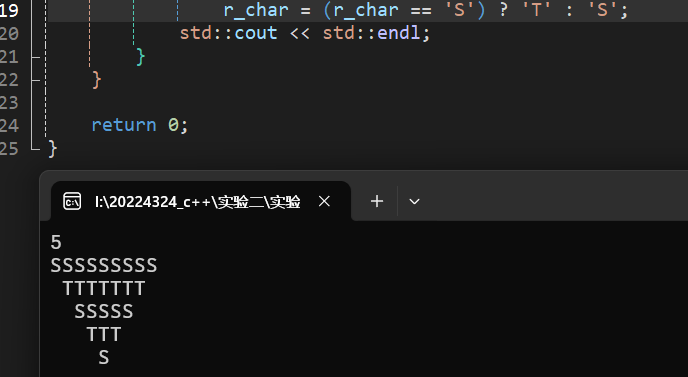 19 r_char = (r_char == 'S') ? 'T' : 'S';
20 std::cout << std::endl;
21 }
22 }
23
24 return 0;
25 }
I:\20224324_c++\实验二\实验
5
SSSSSSSSS
TTTTTTT
SSSSS
TTT
S